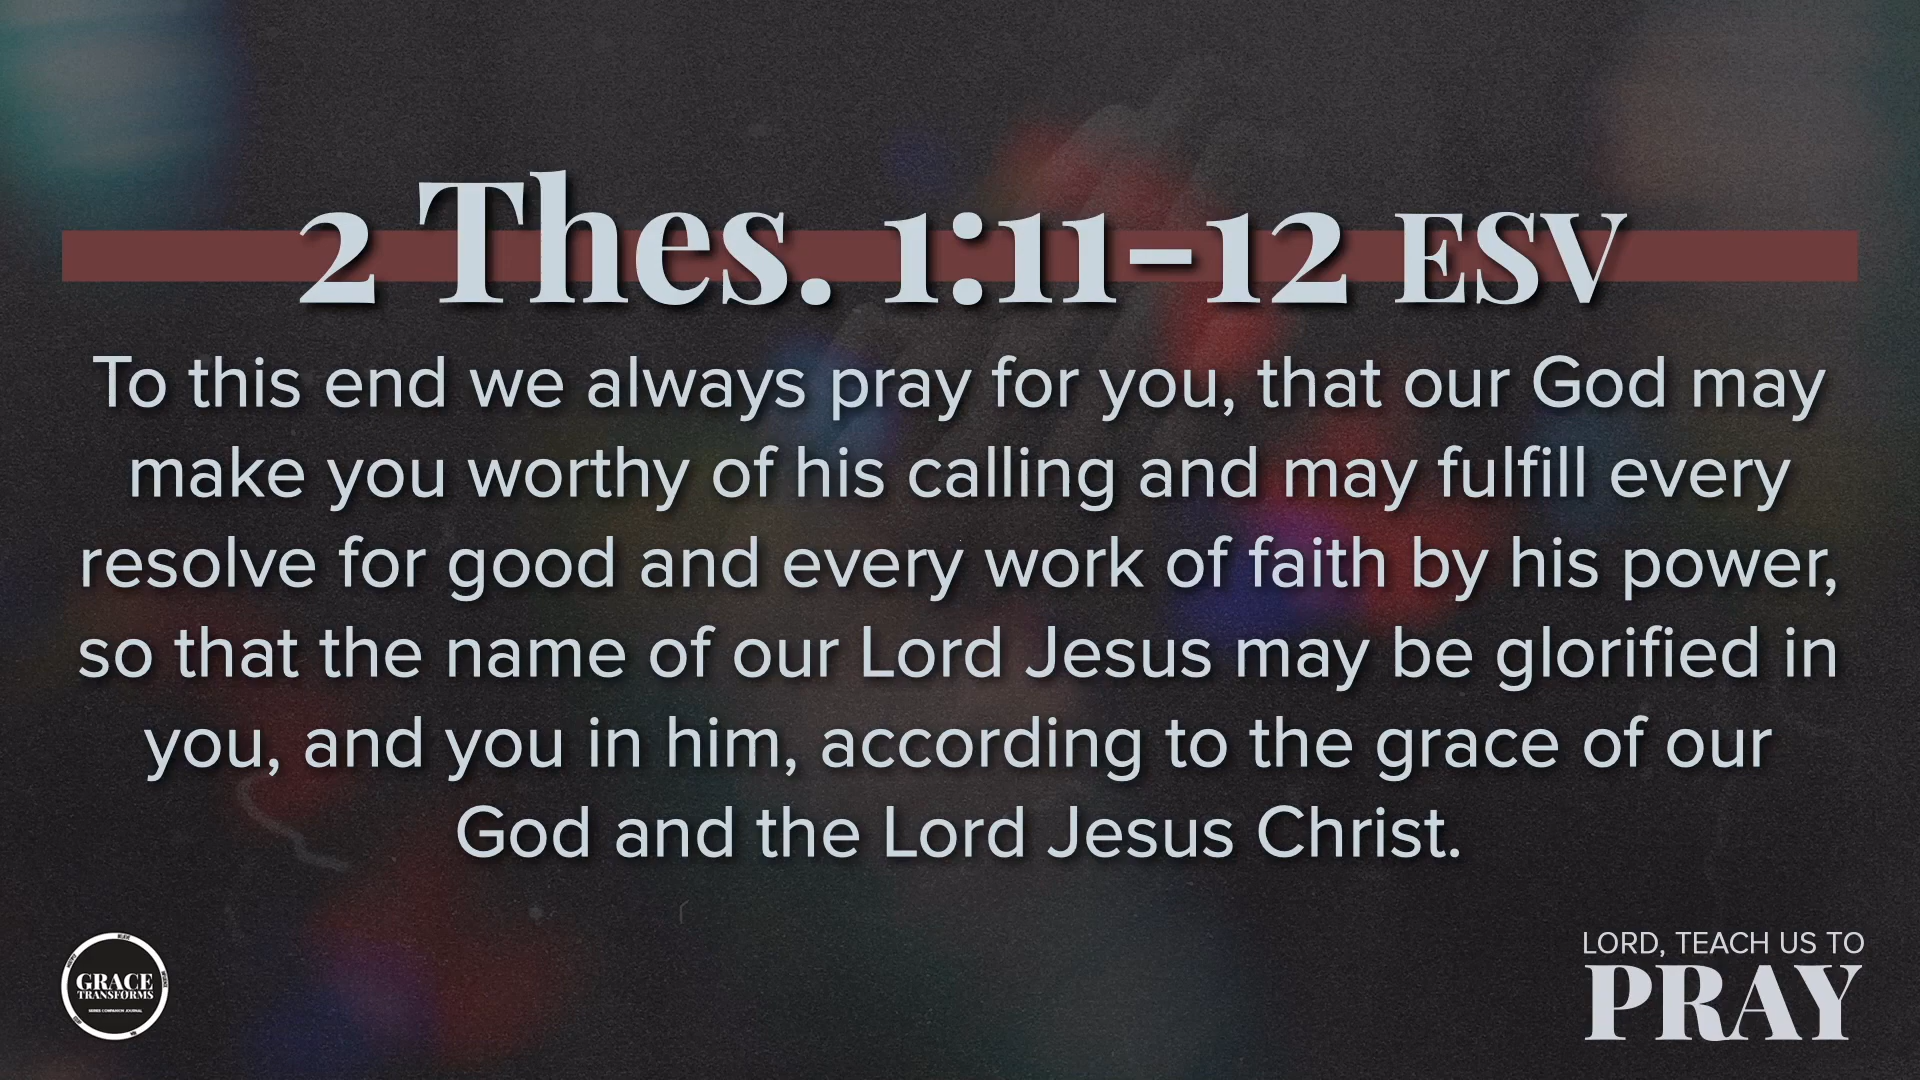 2 Thes. 1:11-12 ESV
To this end we always pray for you, that our God may
make you worthy of his calling and may fulfill every
resolve for good and every work of faith by his power,
so that the name of our Lord Jesus may be glorified in
you, and you in him, according to the grace of our
God and the Lord Jesus Christ.
GRACE
TRANSFORMS
SERIES COMPANION JOURNAL
LORD, TEACH US TO
PRAY